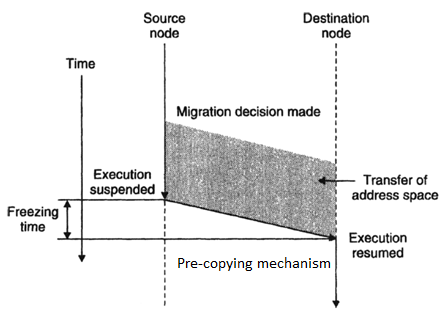 Source
node
Destination
node
Time
Migration decision made
Execution
suspended
Transfer of
address space
Freezing
time
Execution
resumed
Pre-copying mechanism